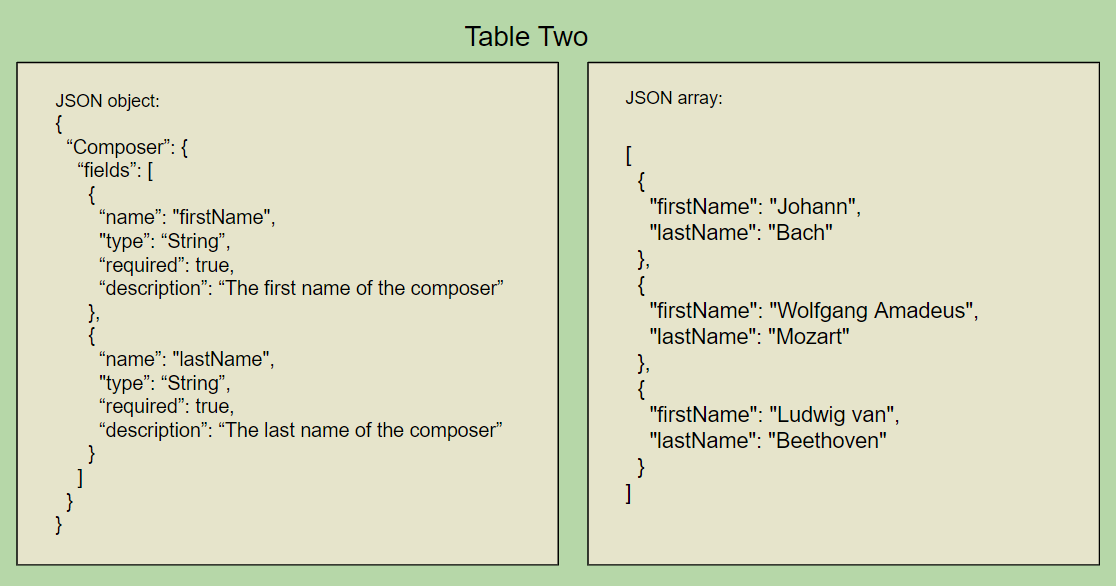 Table Two
JSON object:
{
“Composer”: {
“fields”: [
{
“name”: "firstName",
"type”: “String”,
“required”: true,
“description”: “The first name of the composer”
},
{
“name”: "lastName",
"type”: “String”,
“required”: true,
“description”: “The last name of the composer”
}
]
}
}
JSON array:
[
{
"firstName": "Johann",
"lastName": "Bach"
},
{
"firstName": "Wolfgang Amadeus",
"lastName": "Mozart"
},
{
"firstName": "Ludwig van",
"lastName": "Beethoven"
}
]